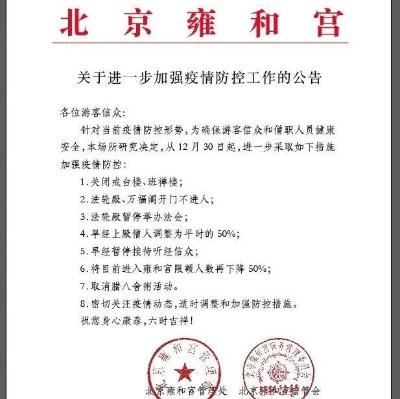 北京雍和宫
关于进一步加强疫情防控工作的公告
各位游客信众：
针对当前疫情防控形势，为确保游客信众和僧职人员健康
安全，本场所研究决定，从12月30日起，进一步采取如下措施
加强疫情防控：
1.关闭戒台楼、班禅楼；
2.法轮殿、万福阁开门不进人；
3.法轮殿暂停举办法会；
4.早经上殿僧人调整为平时的50%；
5.早经暂停接待听经信众；
6.将目前进入雍和宫限额人数再下降50%；
7.取消腊八舍粥活动。
8.密切关注疫情动态，适时调整和加强防控措施。
祝您身心康泰，六时吉祥！
北京雍和宫管理处 北京雍和宫管会